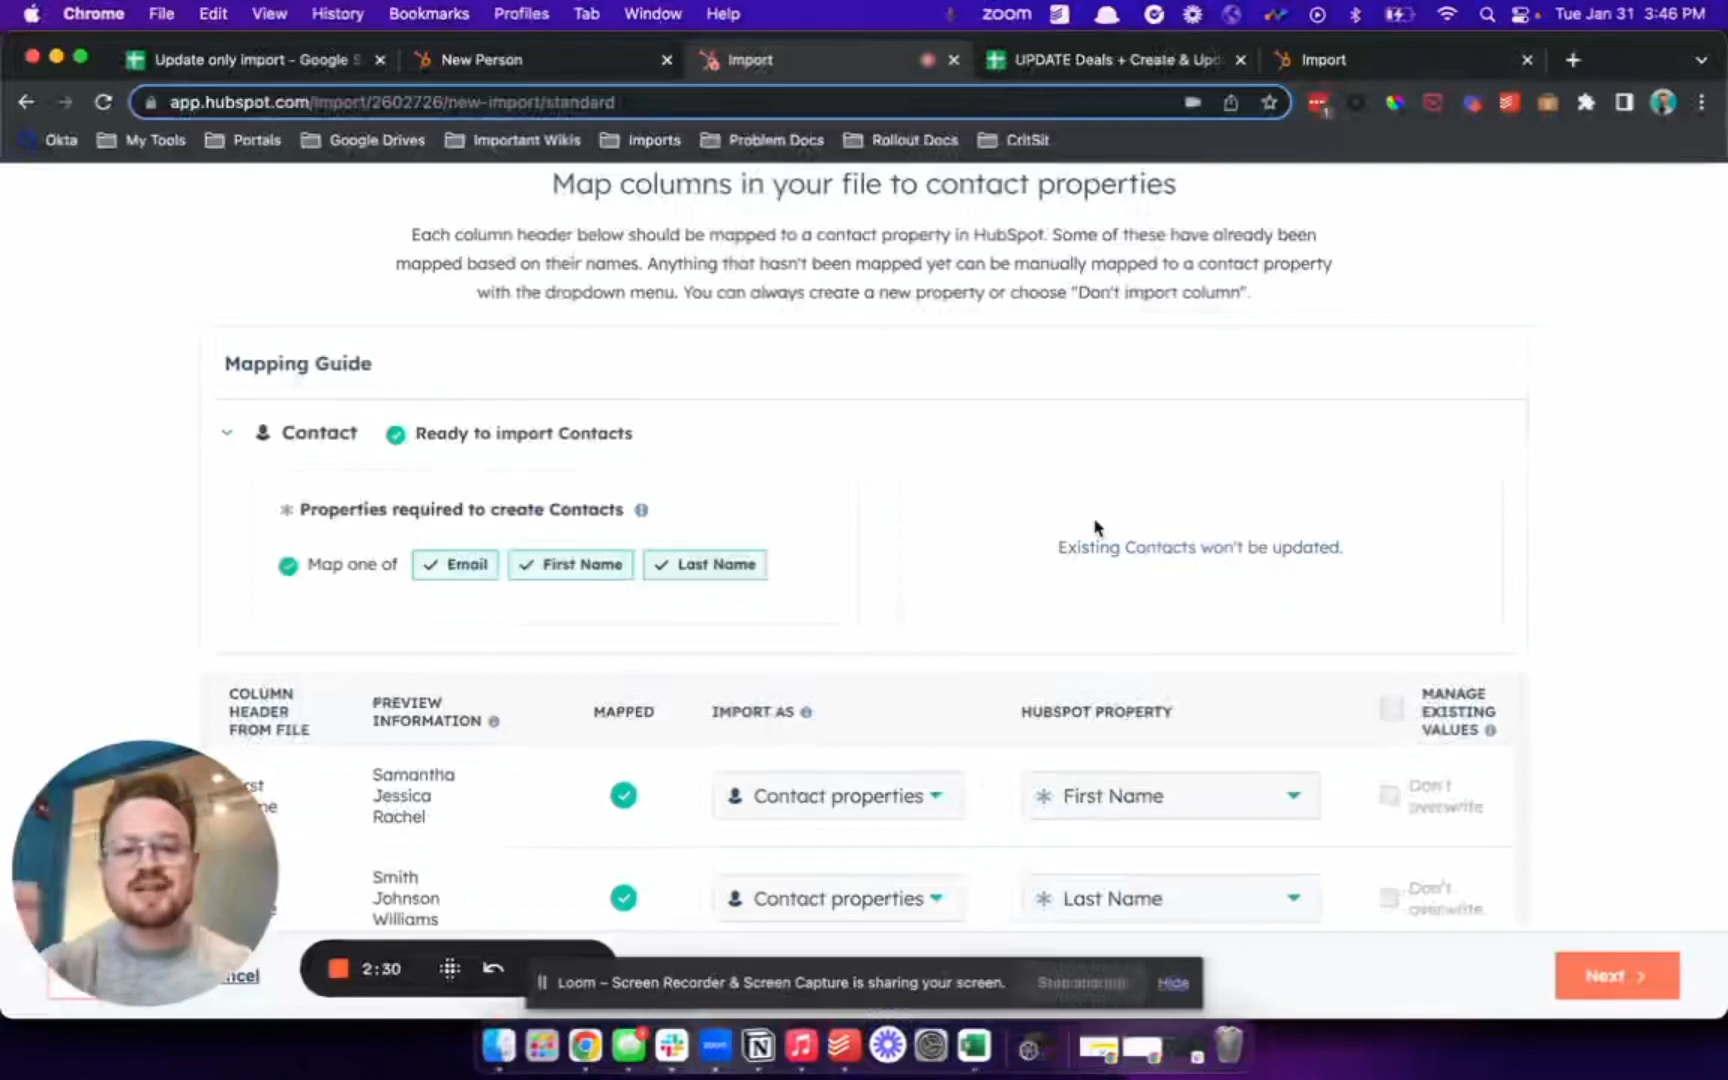 Chrome File Edit View History Bookmarks Profiles Tab Window Help zoom Tue Jan 31 3:46 PM
Update only import - Google S New Person Import UPDATE Deals + Create & Upd Import
app.hubspot.com/import/2602726/new-import/standard
Okta My Tools Portals Google Drives Important Wikis Imports Problem Docs Rollout Docs CritSit
Map columns in your file to contact properties
Each column header below should be mapped to a contact property in HubSpot. Some of these have already been
mapped based on their names. Anything that hasn't been mapped yet can be manually mapped to a contact property
with the dropdown menu. You can always create a new property or choose "Don't import column".
Mapping Guide
Contact Ready to import Contacts
* Properties required to create Contacts
Map one of Email First Name Last Name
Existing Contacts won't be updated.
COLUMN
HEADER
FROM FILE
PREVIEW
INFORMATION
MAPPED
IMPORT AS
HUBSPOT PROPERTY
MANAGE
EXISTING
VALUES
Samantha
Jessica
Rachel
Contact properties
* First Name
Don't
overwrite
Smith
Johnson
Williams
Contact properties
* Last Name
Don't
overwrite
2:30
Loom – Screen Recorder & Screen Capture is sharing your screen. Stop sharing Hide
Next